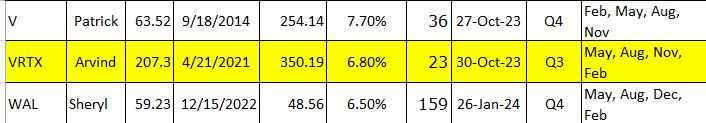 V Patrick 63.52 9/18/2014 254.14 7.70% 36 27-Oct-23 Q4 Feb, May, Aug,
Nov
VRTX Arvind 207.3 4/21/2021 350.19 6.80% 23 30-Oct-23 Q3 May, Aug, Nov,
Feb
WAL Sheryl 59.23 12/15/2022 48.56 6.50% 159 26-Jan-24 Q4 May, Aug, Dec,
Feb